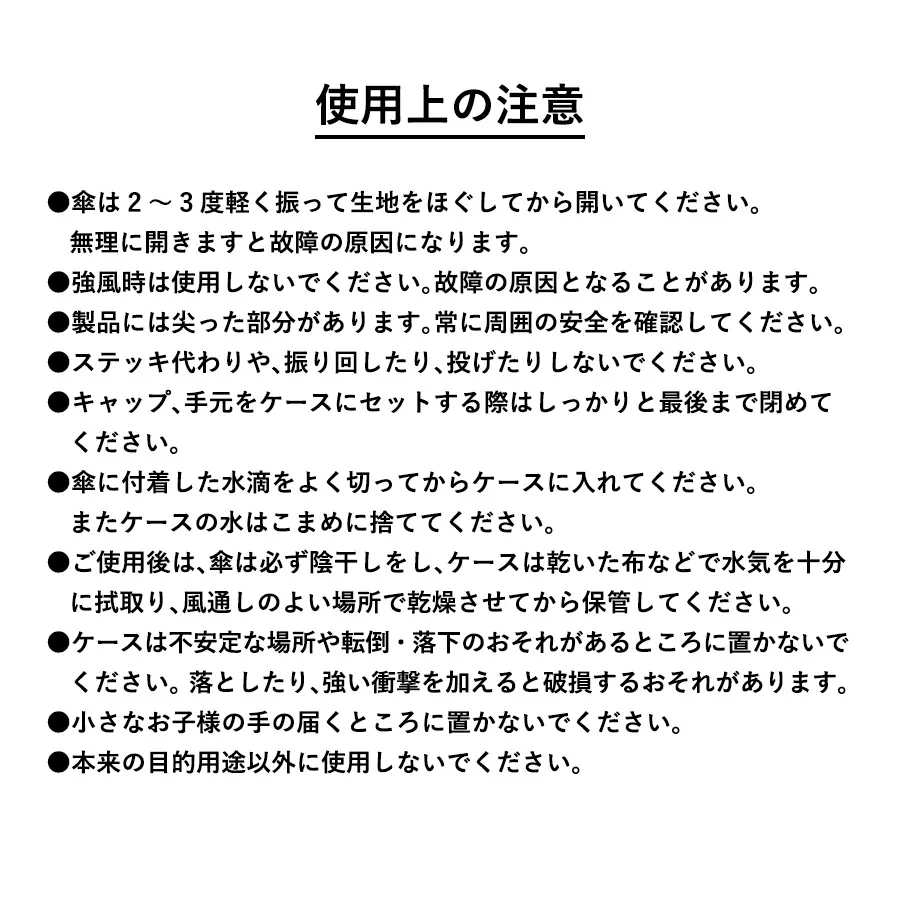 使用上の注意
●傘は2～3度軽く振って生地をほぐしてから開いてください。
無理に開きますと故障の原因になります。
●強風時は使用しないでください。故障の原因となることがあります。
●製品には尖った部分があります。常に周囲の安全を確認してください。
●ステッキ代わりや、振り回したり、投げたりしないでください。
●キャップ、手元をケースにセットする際はしっかりと最後まで閉めて
ください。
●傘に付着した水滴をよく切ってからケースに入れてください。
またケースの水はこまめに捨ててください。
●ご使用後は、傘は必ず陰干しをし、ケースは乾いた布などで水気を十分
に拭取り、風通しのよい場所で乾燥させてから保管してください。
●ケースは不安定な場所や転倒・落下のおそれがあるところに置かないで
ください。落としたり、強い衝撃を加えると破損するおそれがあります。
●小さなお子様の手の届くところに置かないでください。
●本来の目的用途以外に使用しないでください。